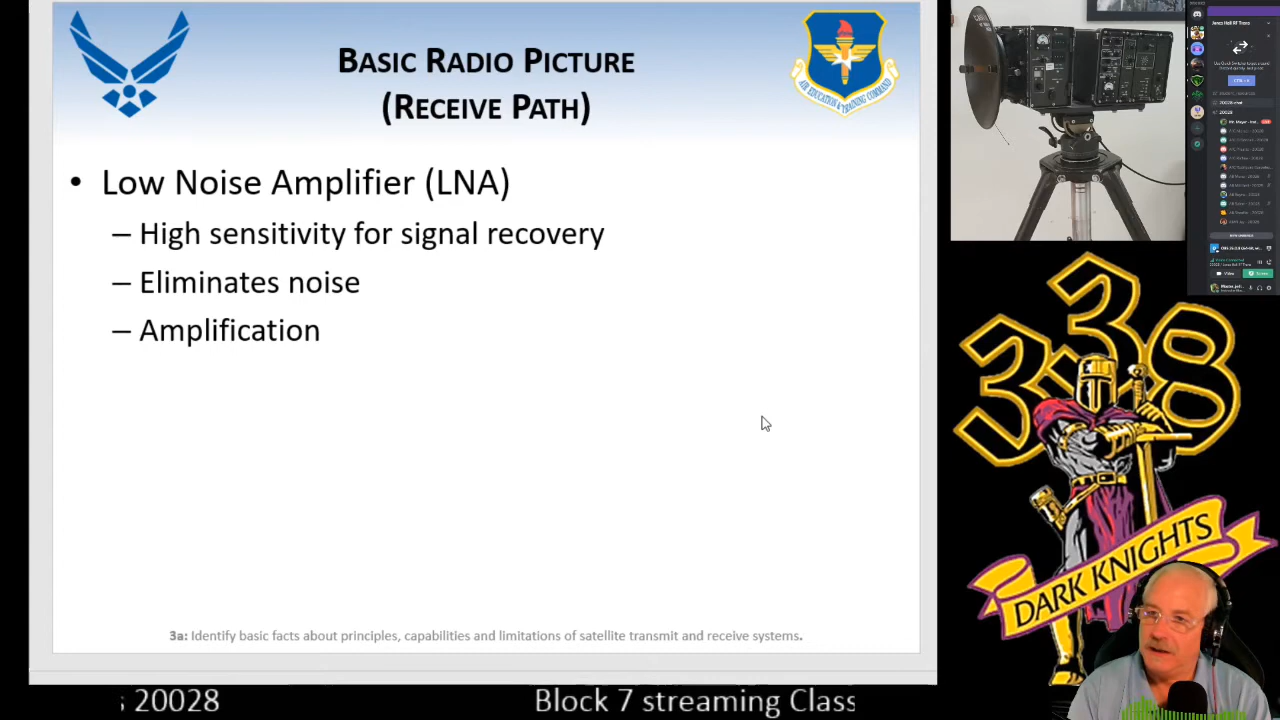 BASIC RADIO PICTURE
(RECEIVE PATH)
AIR EDUCATION & TRAINING COMMAND
• Low Noise Amplifier (LNA)
– High sensitivity for signal recovery
– Eliminates noise
– Amplification
3a: Identify basic facts about principles, capabilities and limitations of satellite transmit and receive systems.
338
DARK KNIGHTS
20028
Block 7 streaming Class